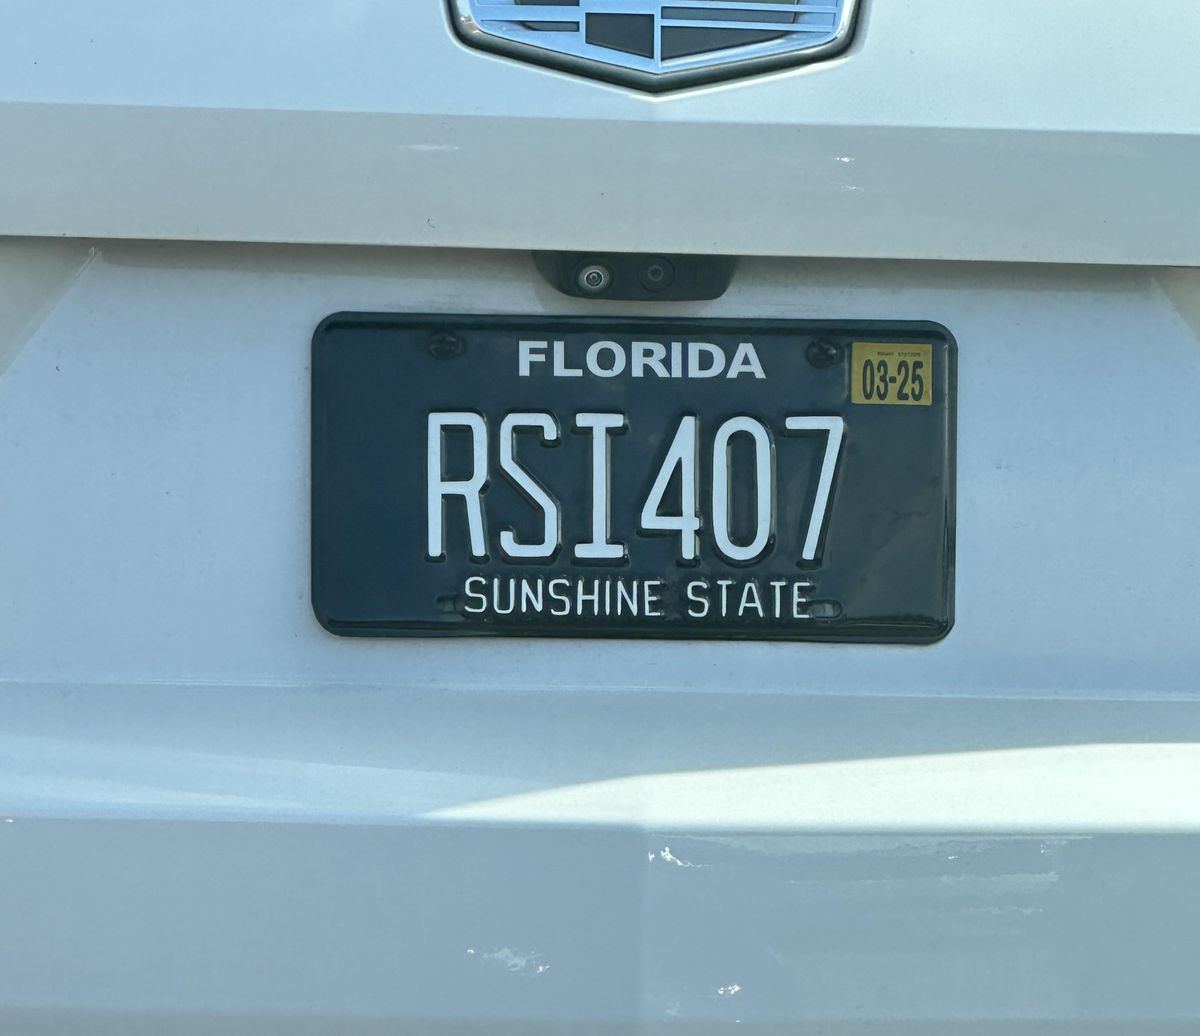 FLORIDA
03-25
RSI407
SUNSHINE STATE